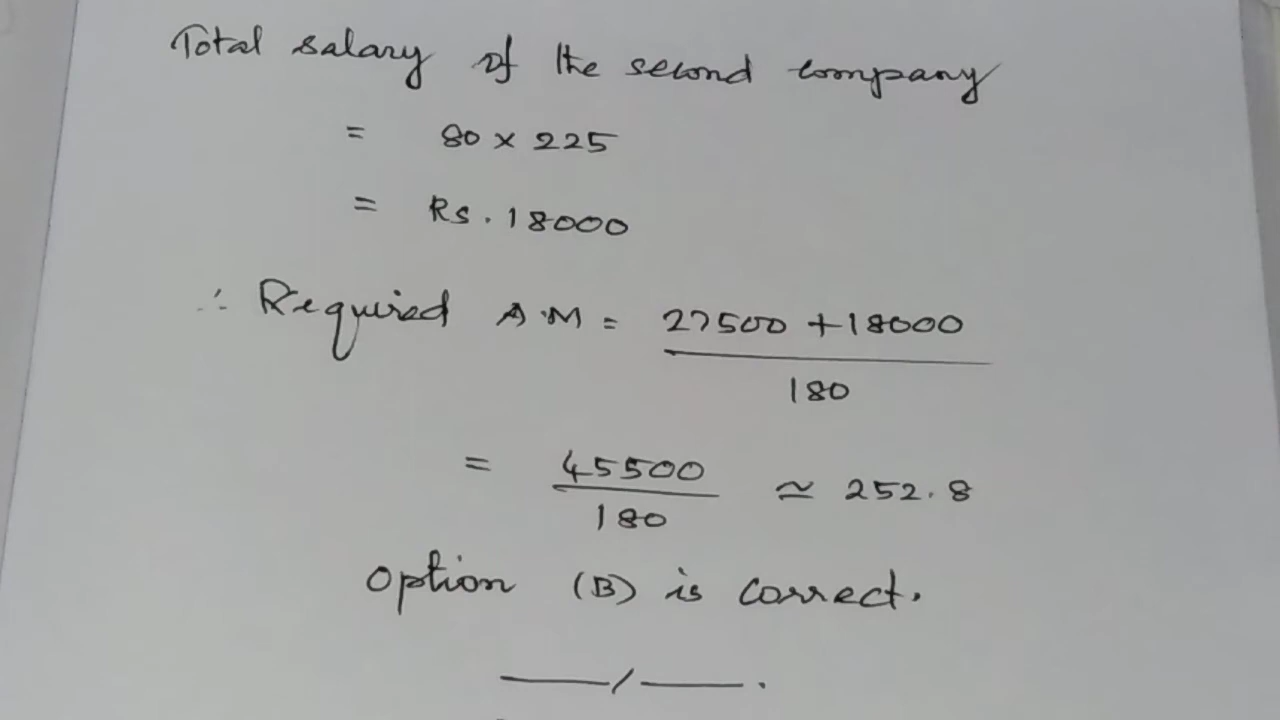 Total salary of the second company
= 80 x 225
= Rs. 18000
∴ Required A.M = 27500 + 18000
180
= 45500 ≃ 252.8
180
option (B) is correct.